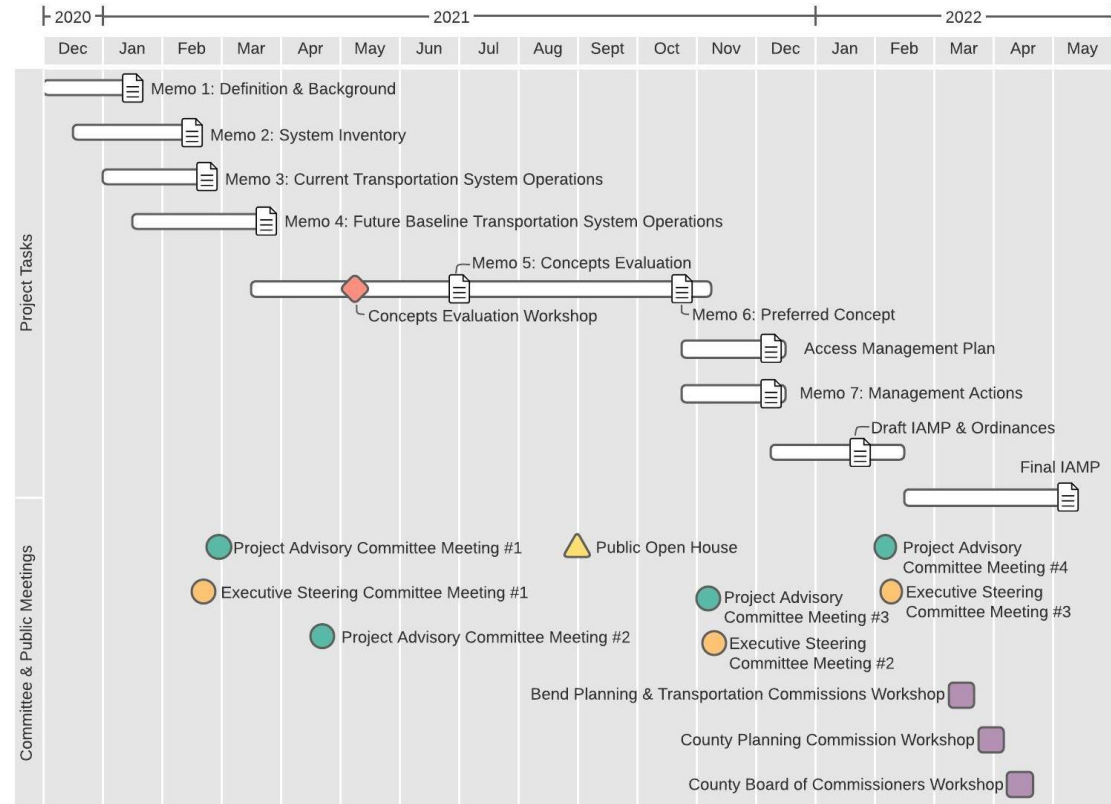 2020
2021
2022
Dec Jan Feb Mar Apr May Jun Jul Aug Sept Oct Nov Dec Jan Feb Mar Apr May
Project Tasks
Memo 1: Definition & Background
Memo 2: System Inventory
Memo 3: Current Transportation System Operations
Memo 4: Future Baseline Transportation System Operations
Memo 5: Concepts Evaluation
Concepts Evaluation Workshop
Memo 6: Preferred Concept
Access Management Plan
Memo 7: Management Actions
Draft IAMP & Ordinances
Final IAMP
Committee & Public Meetings
Project Advisory Committee Meeting #1
Public Open House
Project Advisory
Committee Meeting #4
Executive Steering Committee Meeting #1
Project Advisory
Committee Meeting #3
Executive Steering
Committee Meeting #3
Project Advisory Committee Meeting #2
Executive Steering
Committee Meeting #2
Bend Planning & Transportation Commissions Workshop
County Planning Commission Workshop
County Board of Commissioners Workshop